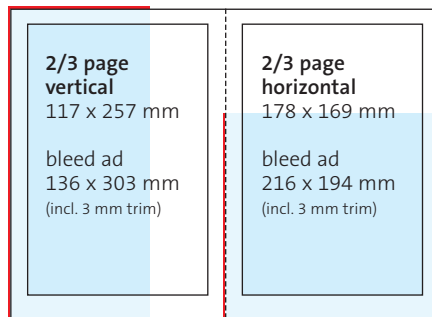 2/3 page
vertical
117 x 257 mm
bleed ad
136 x 303 mm
(incl. 3 mm trim)
2/3 page
horizontal
178 x 169 mm
bleed ad
216 x 194 mm
(incl. 3 mm trim)